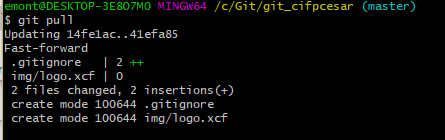 emont@DESKTOP-3E8O7MO MINGW64 /c/Git/git_cifpcesar (master)
$ git pull
Updating 14fe1ac..41efa85
Fast-forward
 .gitignore   | 2 ++
 img/logo.xcf | 0
 2 files changed, 2 insertions(+)
 create mode 100644 .gitignore
 create mode 100644 img/logo.xcf